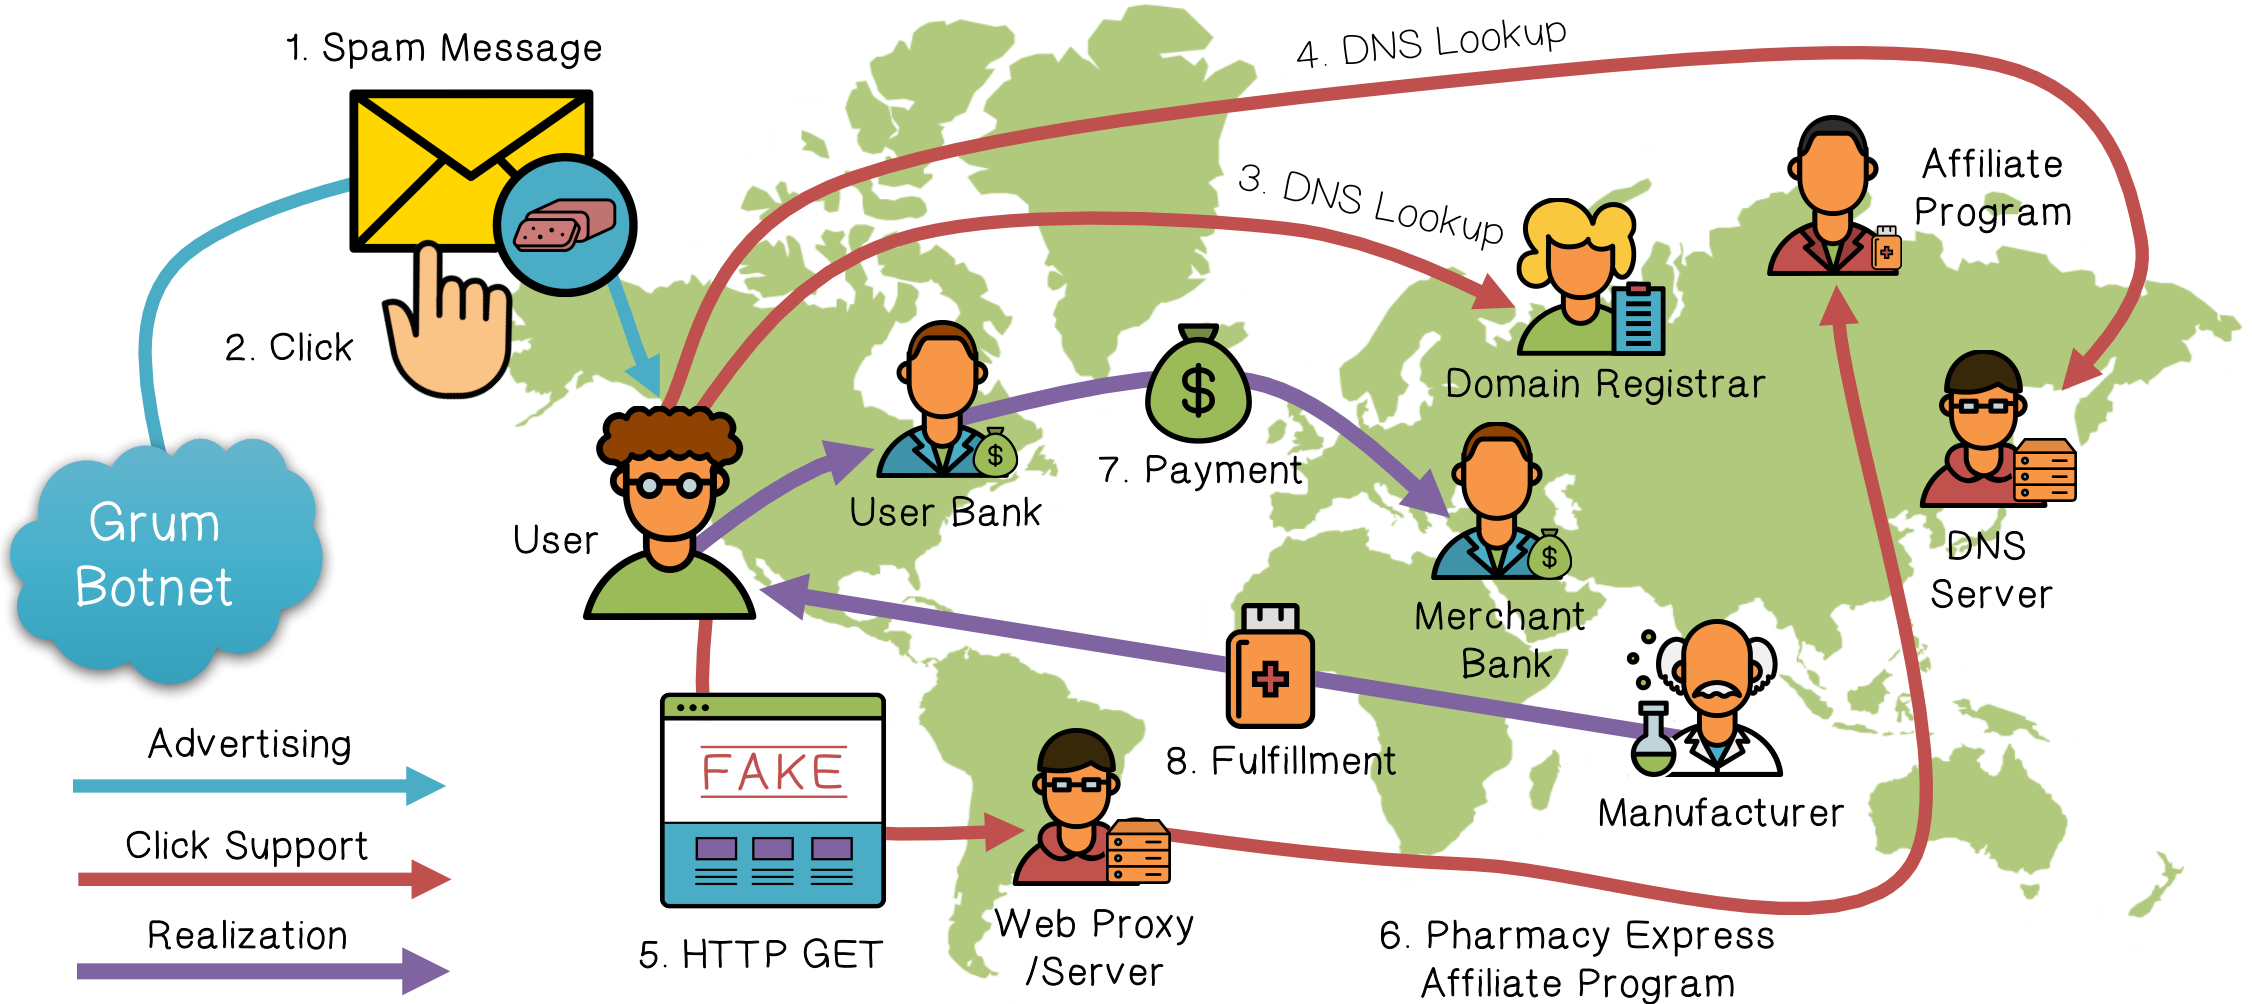 1. Spam Message
4. DNS Lookup
3. DNS Lookup
Affiliate
Program
2. Click
Domain Registrar
$
$
7. Payment
User Bank
User
Grum
Botnet
$
DNS
Server
Merchant
Bank
8. Fulfillment
Manufacturer
Advertising
FAKE
Click Support
Realization
5. HTTP GET
Web Proxy
/Server
6. Pharmacy Express
Affiliate Program